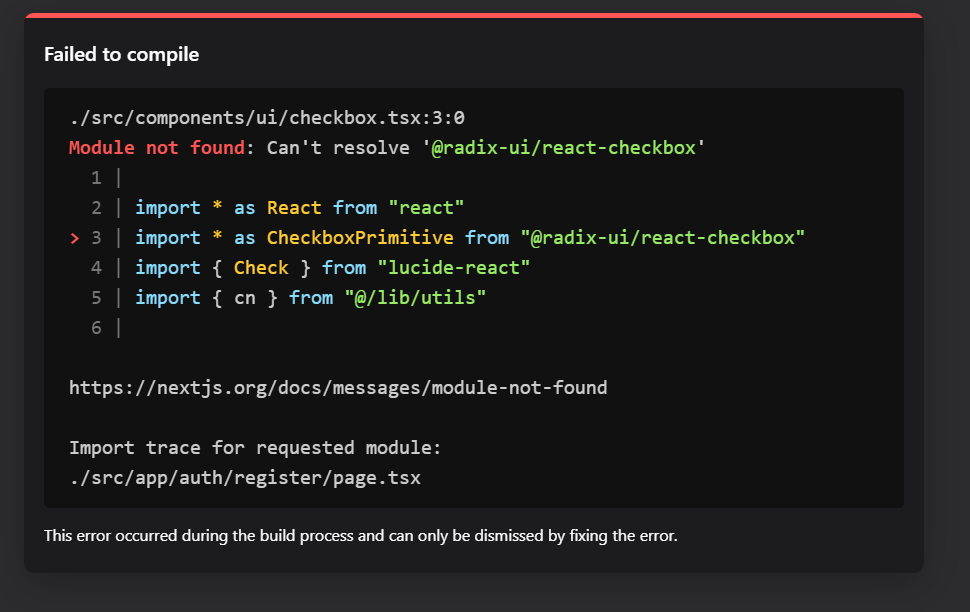 Failed to compile
./src/components/ui/checkbox.tsx:3:0
Module not found: Can't resolve '@radix-ui/react-checkbox'
1 |
2 | import * as React from "react"
> 3 | import * as CheckboxPrimitive from "@radix-ui/react-checkbox"
4 | import { Check } from "lucide-react"
5 | import { cn } from "@/lib/utils"
6 |
https://nextjs.org/docs/messages/module-not-found
Import trace for requested module:
./src/app/auth/register/page.tsx
This error occurred during the build process and can only be dismissed by fixing the error.